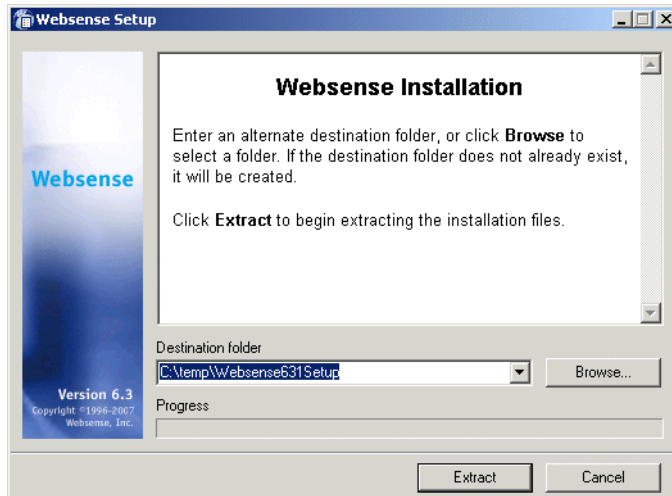 Websense Setup
Websense Installation
Enter an alternate destination folder, or click Browse to
select a folder. If the destination folder does not already exist,
it will be created.
Click Extract to begin extracting the installation files.
Websense
Version 6.3
Copyright ©1996-2007
Websense, Inc.
Destination folder
C:\temp\Websense631Setup
Browse...
Progress
Extract
Cancel